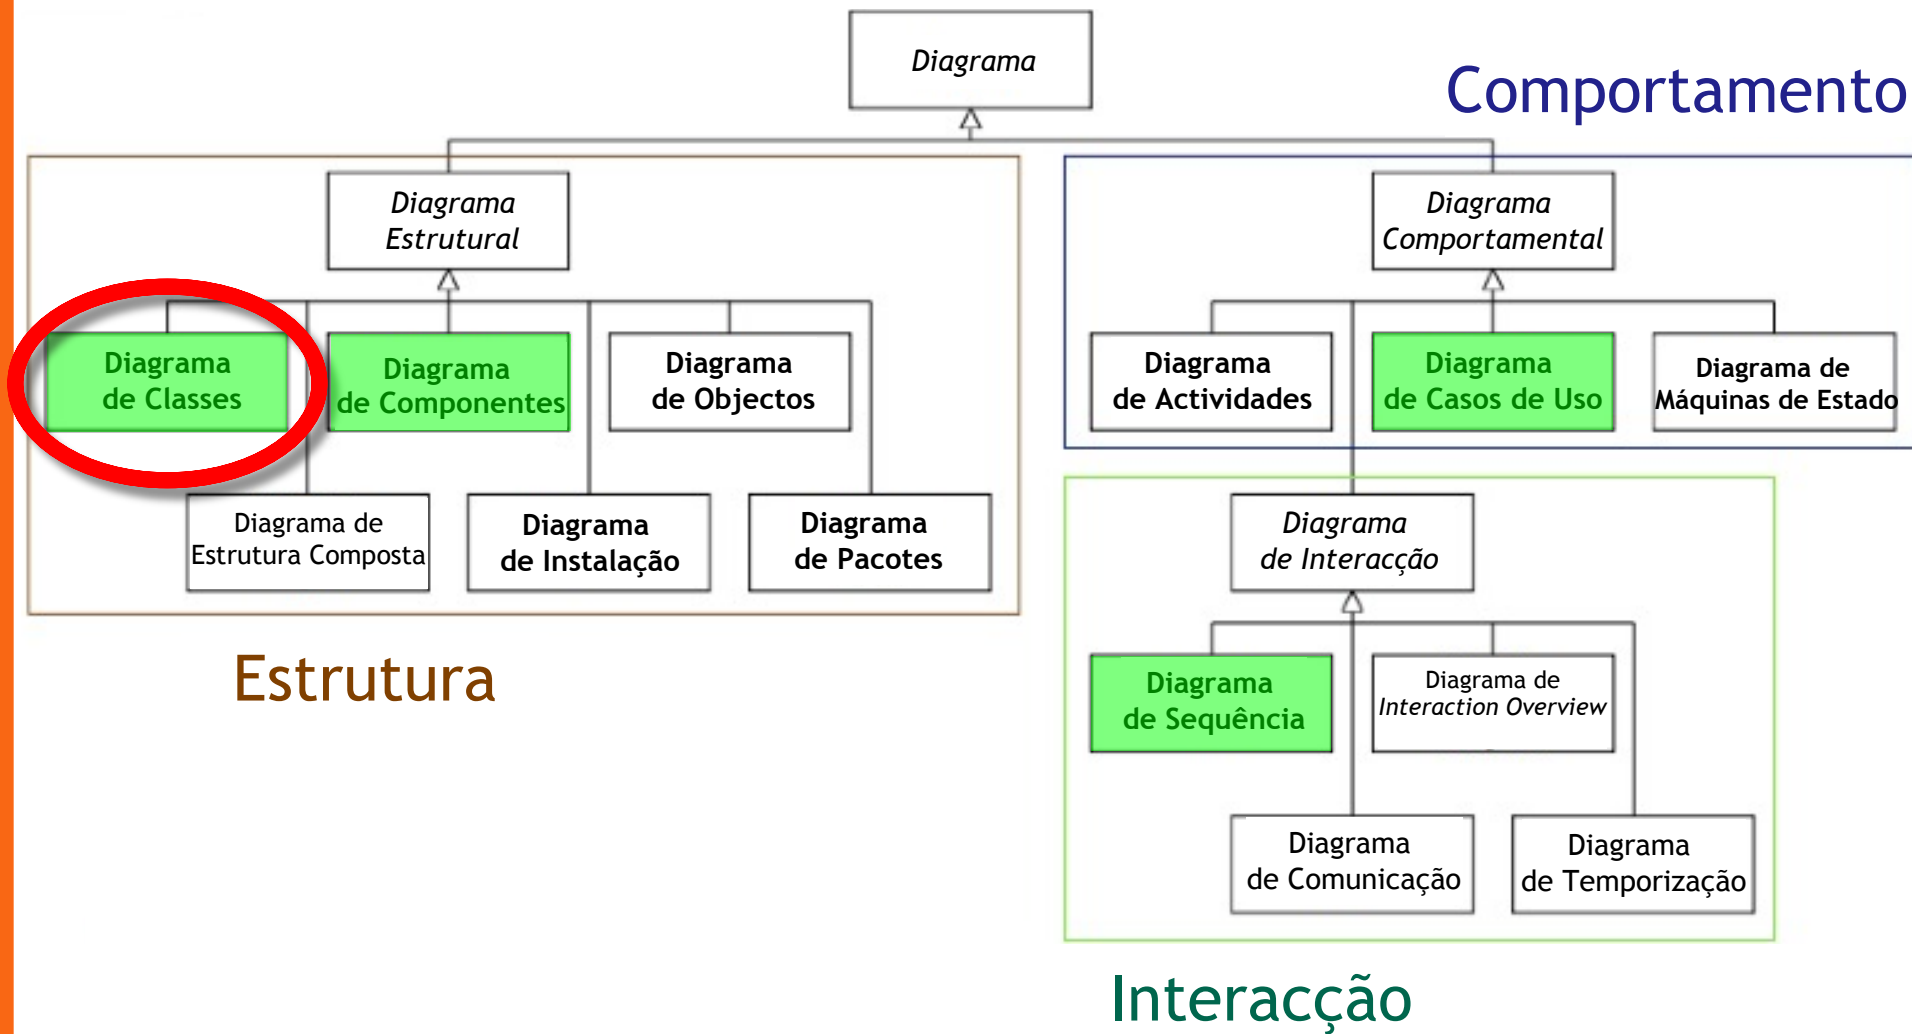 Diagrama
Comportamento
Diagrama
Estrutural
Diagrama
Comportamental
Diagrama
de Classes
Diagrama
de Componentes
Diagrama
de Objectos
Diagrama
de Actividades
Diagrama
de Casos de Uso
Diagrama de
Máquinas de Estado
Diagrama de
Estrutura Composta
Diagrama
de Instalação
Diagrama
de Pacotes
Diagrama
de Interacção
Estrutura
Diagrama
de Sequência
Diagrama de
Interaction Overview
Diagrama
de Comunicação
Diagrama
de Temporização
Interacção